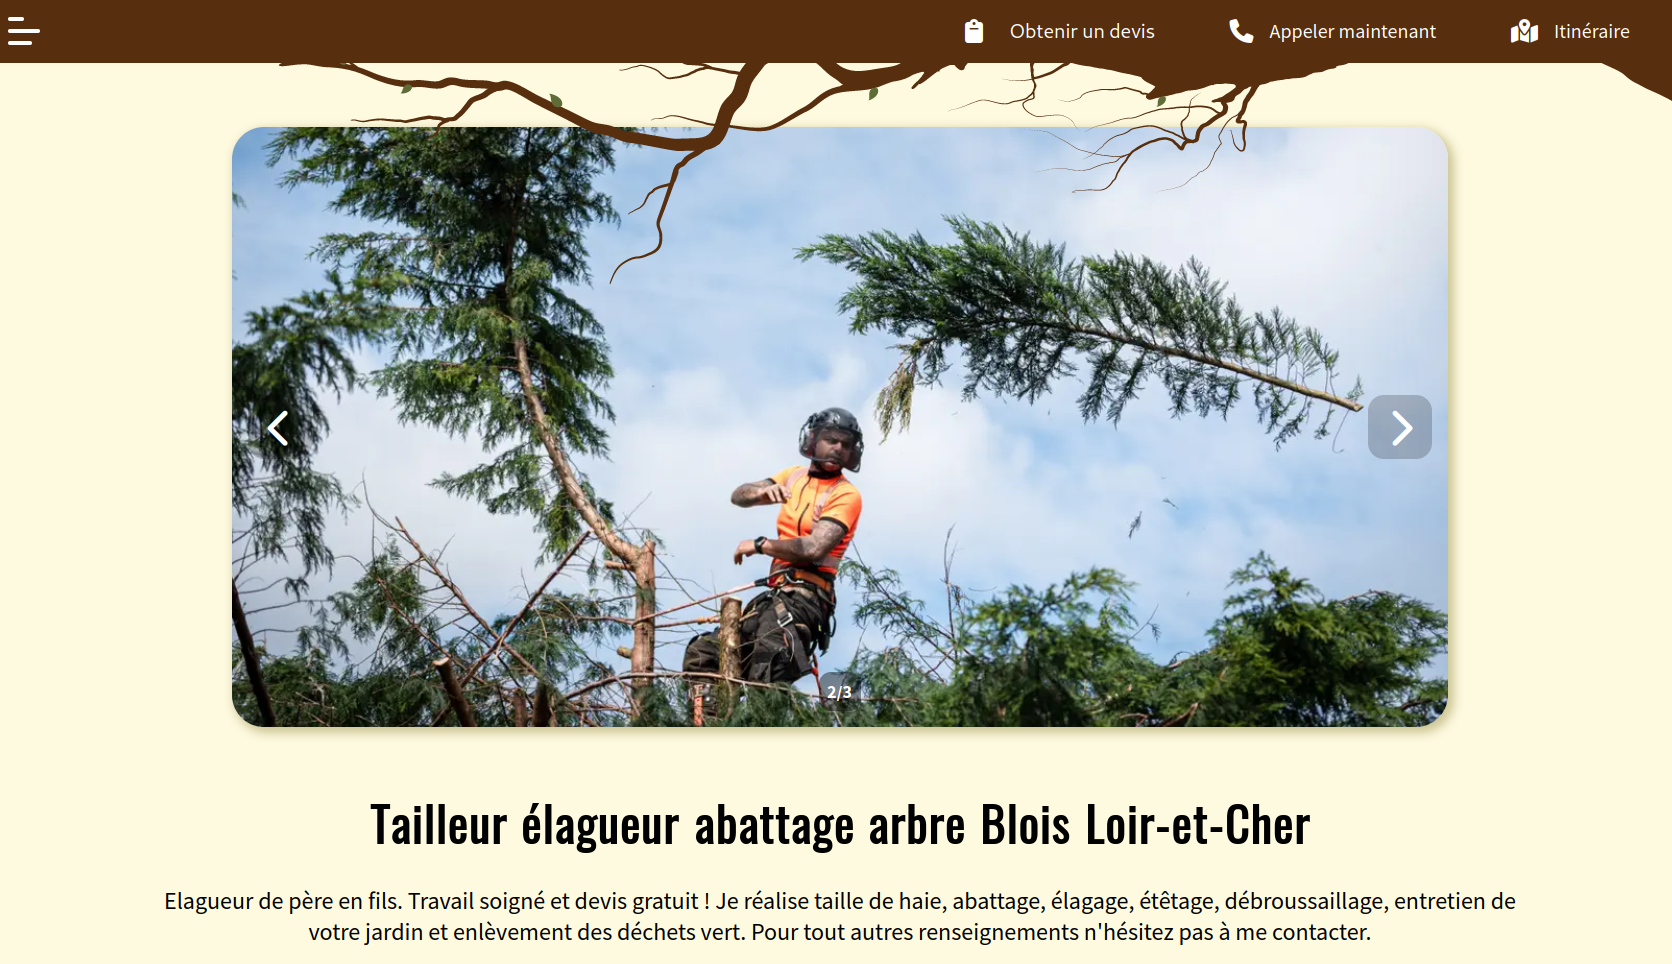 Obtenir un devis
Appeler maintenant
Itinéraire
2/3
Tailleur élagueur abattage arbre Blois Loir-et-Cher
Elagueur de père en fils. Travail soigné et devis gratuit ! Je réalise taille de haie, abattage, élagage, étêtage, débroussaillage, entretien de
votre jardin et enlèvement des déchets vert. Pour tout autres renseignements n'hésitez pas à me contacter.